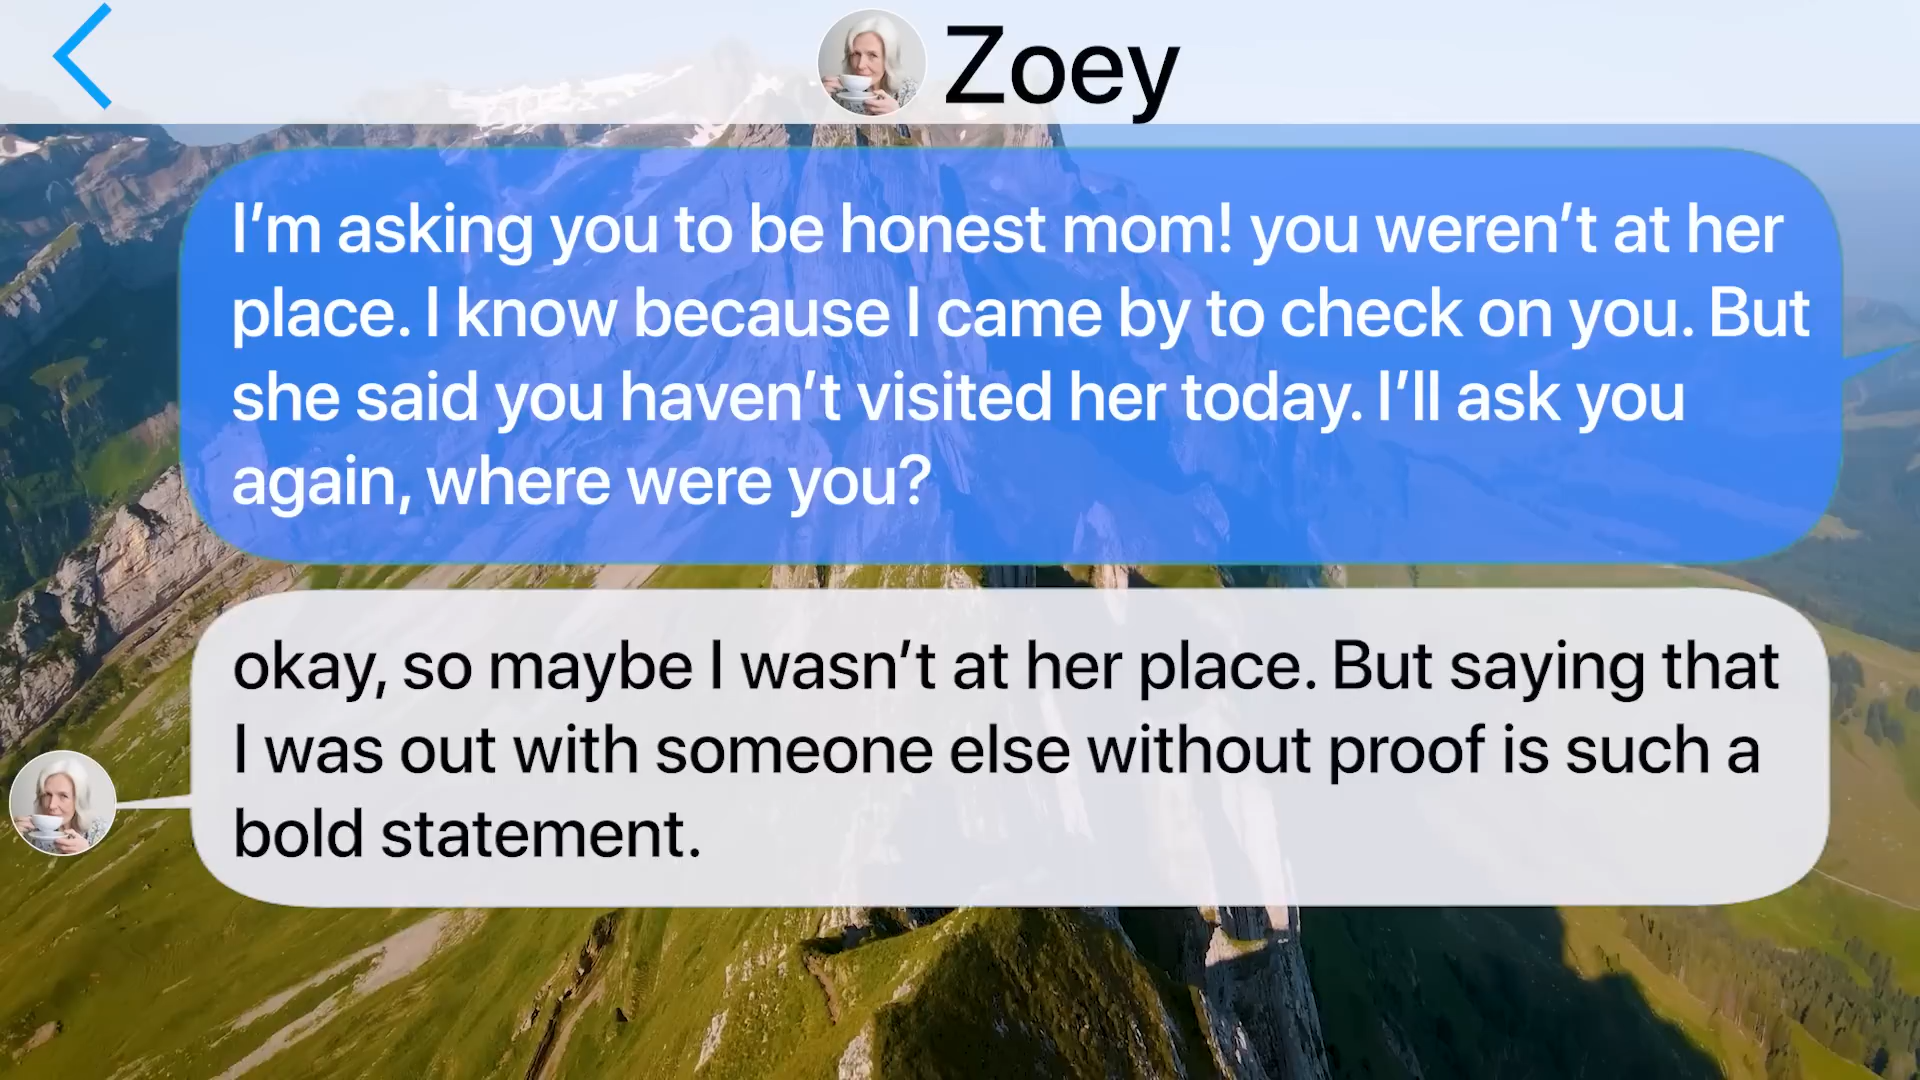 Zoey
I’m asking you to be honest mom! you weren’t at her
place. I know because I came by to check on you. But
she said you haven’t visited her today. I’ll ask you
again, where were you?
okay, so maybe I wasn’t at her place. But saying that
I was out with someone else without proof is such a
bold statement.